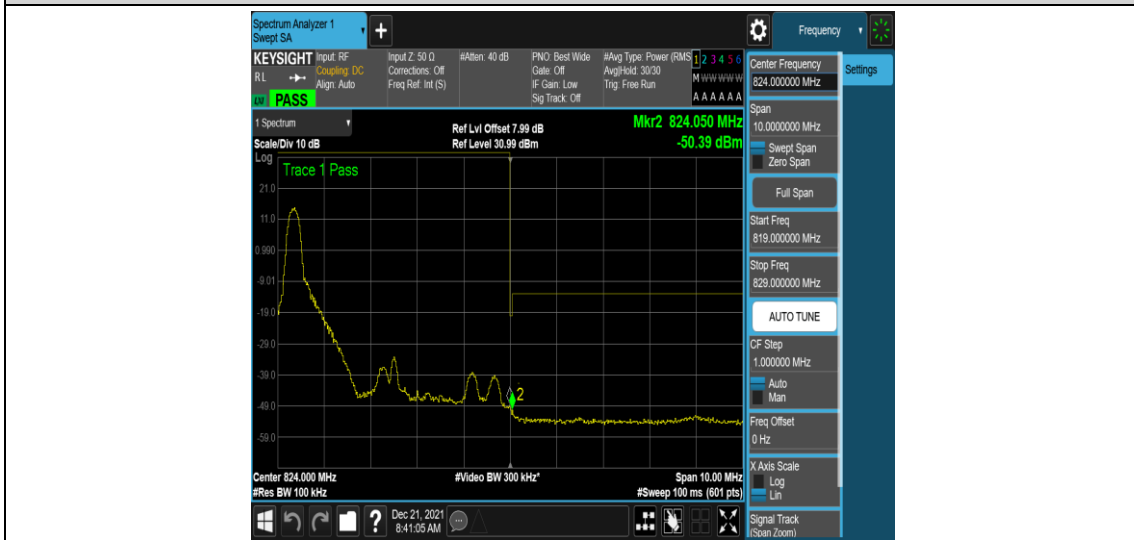 Spectrum Analyzer 1
Swept SA
+
Frequency
KEYSIGHT
RL
LXI
PASS
Input: RF
Coupling: DC
Align: Auto
Input Z: 50 Ω
Corrections: Off
Freq Ref: Int (S)
#Atten: 40 dB
PNO: Best Wide
Gate: Off
IF Gain: Low
Sig Track: Off
#Avg Type: Power (RMS
Avg|Hold: 30/30
Trig: Free Run
1 2 3 4 5 6
M W W W W W
A A A A A A
1 Spectrum
Scale/Div 10 dB
Ref Lvl Offset 7.99 dB
Ref Level 30.99 dBm
Mkr2 824.050 MHz
-50.39 dBm
Log
Trace 1 Pass
21.0
11.0
0.990
-9.01
-19.0
-29.0
-39.0
-49.0
-59.0
2
Center 824.000 MHz
#Res BW 100 kHz
#Video BW 300 kHz*
Span 10.00 MHz
#Sweep 100 ms (601 pts)
?
Dec 21, 2021
8:41:05 AM
Center Frequency
824.000000 MHz
Span
10.0000000 MHz
Swept Span
Zero Span
Full Span
Start Freq
819.000000 MHz
Stop Freq
829.000000 MHz
AUTO TUNE
CF Step
1.000000 MHz
Auto
Man
Freq Offset
0 Hz
X Axis Scale
Log
Lin
Signal Track
(Span Zoom)
Settings